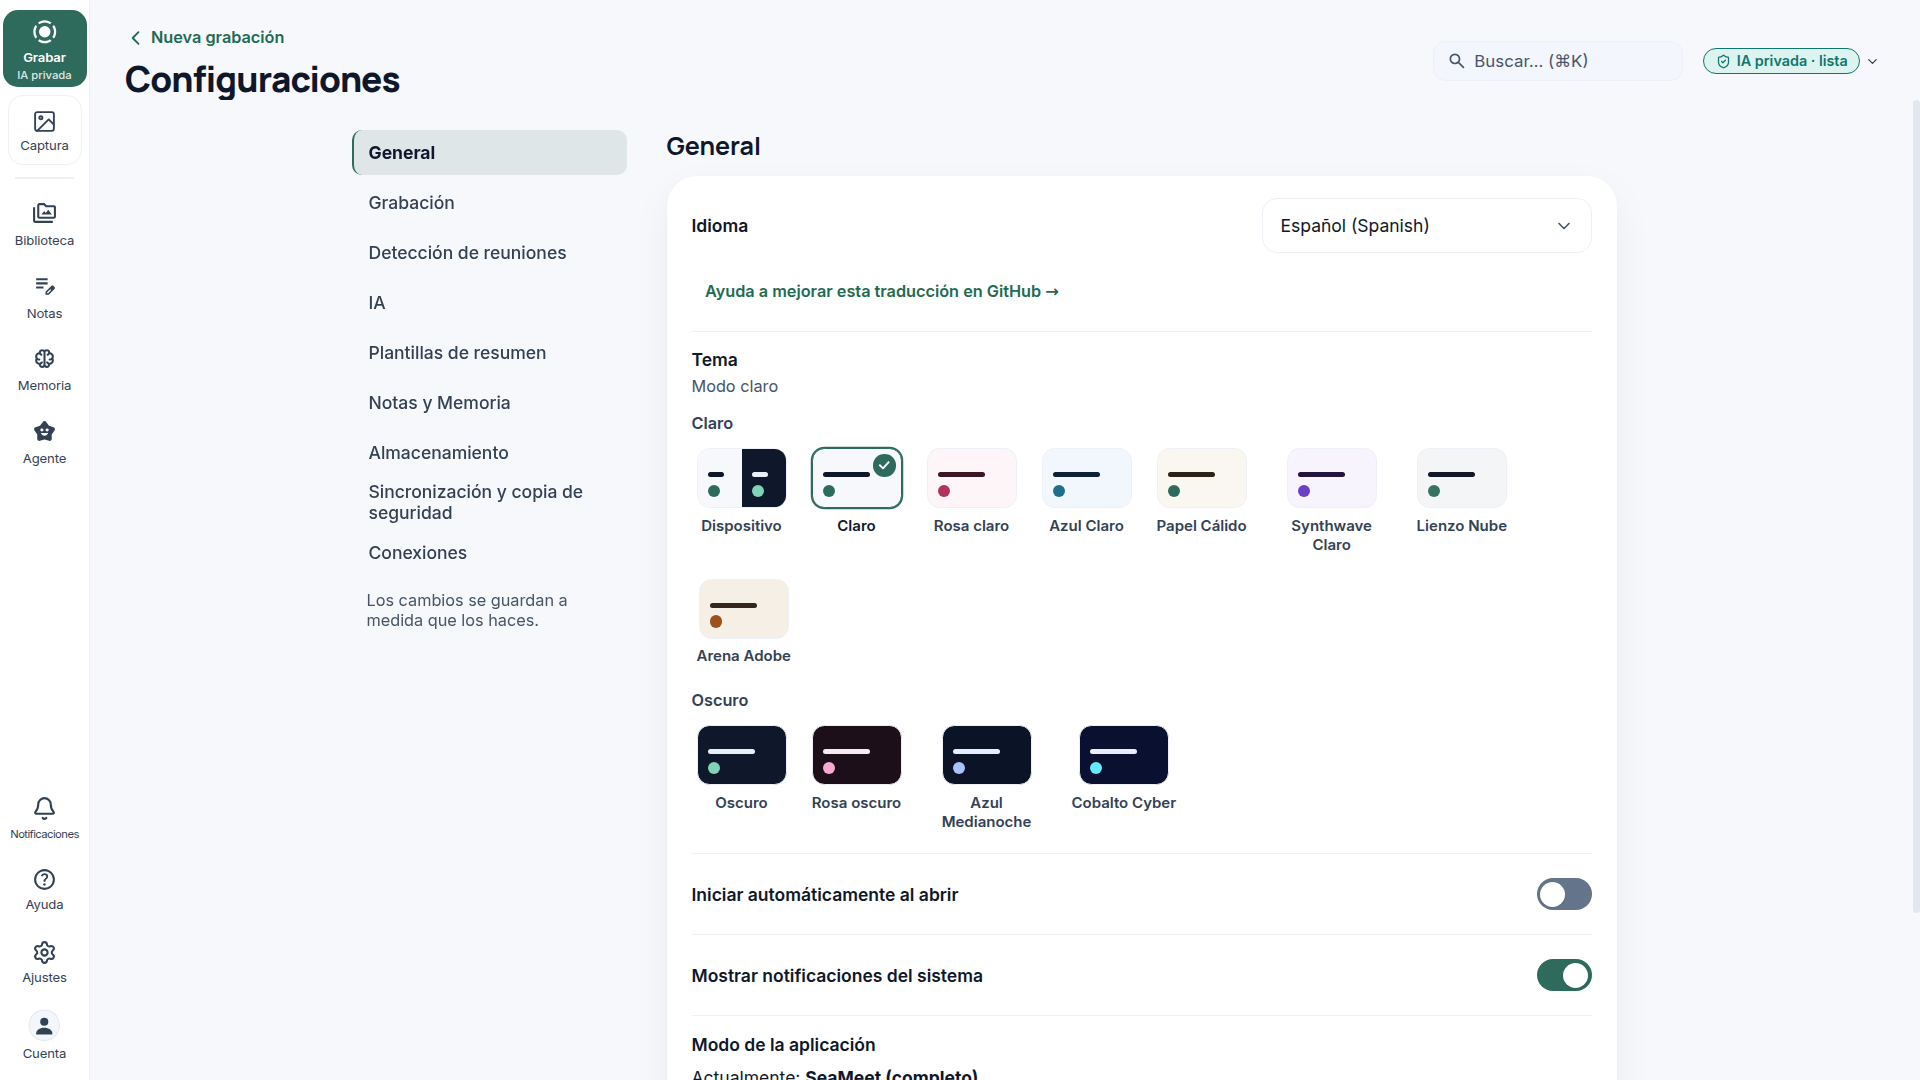 Grabar
IA privada
Captura
Biblioteca
Notas
Memoria
Agente
Notificaciones
Ayuda
Ajustes
Cuenta
Nueva grabación
Configuraciones
Buscar... (⌘K)
IA privada · lista
General
Grabación
Detección de reuniones
IA
Plantillas de resumen
Notas y Memoria
Almacenamiento
Sincronización y copia de
seguridad
Conexiones
Los cambios se guardan a
medida que los haces.
General
Idioma
Español (Spanish)
Ayuda a mejorar esta traducción en GitHub →
Tema
Modo claro
Claro
Dispositivo
Claro
Rosa claro
Azul Claro
Papel Cálido
Synthwave
Claro
Lienzo Nube
Arena Adobe
Oscuro
Oscuro
Rosa oscuro
Azul
Medianoche
Cobalto Cyber
Iniciar automáticamente al abrir
Mostrar notificaciones del sistema
Modo de la aplicación
Actualmente: SeaMeet (completo)